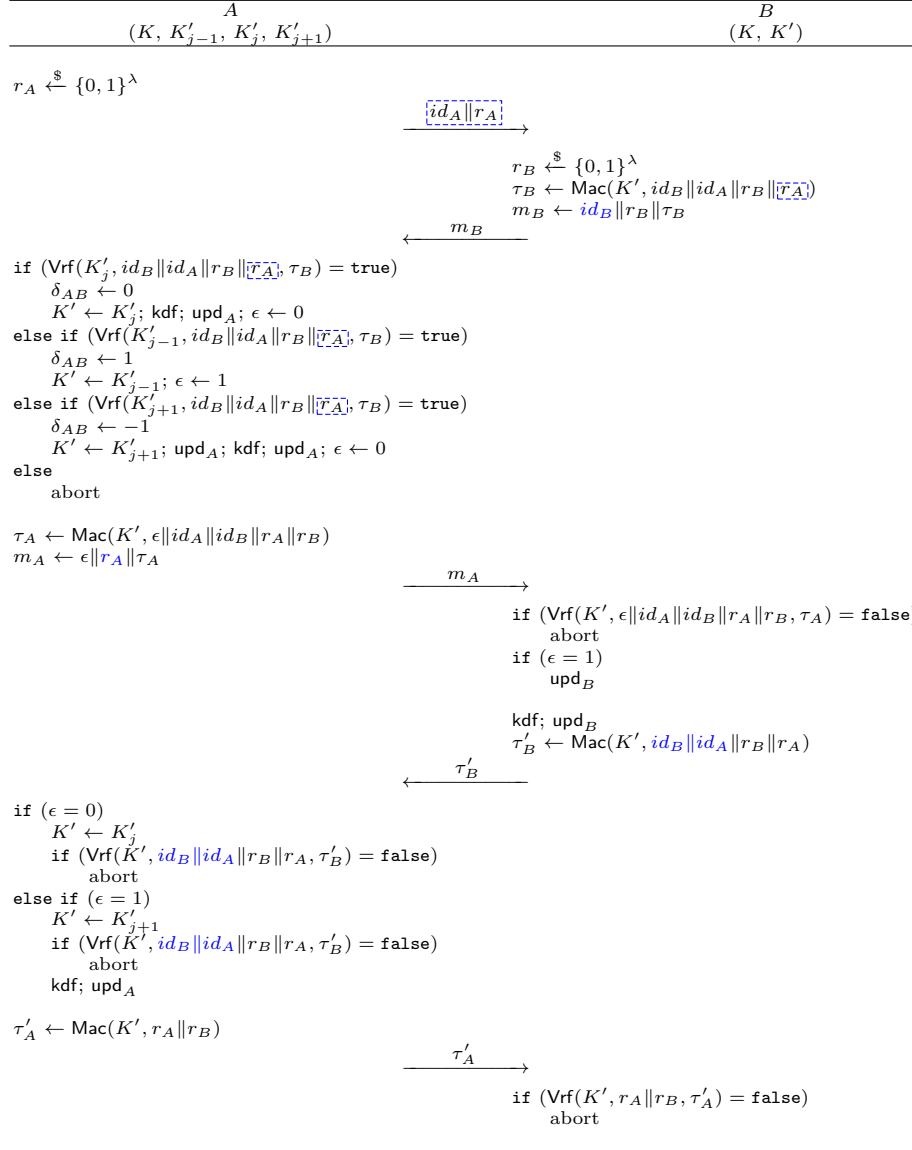 A B
(K, K′_{j−1}, K′_j, K′_{j+1}) (K, K′)
r_A ←$ {0, 1}^λ
id_A‖r_A
r_B ←$ {0, 1}^λ
τ_B ← Mac(K′, id_B‖id_A‖r_B‖r_A)
m_B ← id_B‖r_B‖τ_B
m_B
if (Vrf(K′_j, id_B‖id_A‖r_B‖r_A, τ_B) = true)
δ_{AB} ← 0
K′ ← K′_j; kdf; upd_A; ϵ ← 0
else if (Vrf(K′_{j−1}, id_B‖id_A‖r_B‖r_A, τ_B) = true)
δ_{AB} ← 1
K′ ← K′_{j−1}; ϵ ← 1
else if (Vrf(K′_{j+1}, id_B‖id_A‖r_B‖r_A, τ_B) = true)
δ_{AB} ← −1
K′ ← K′_{j+1}; upd_A; kdf; upd_A; ϵ ← 0
else
abort
τ_A ← Mac(K′, ϵ‖id_A‖id_B‖r_A‖r_B)
m_A ← ϵ‖r_A‖τ_A
m_A
if (Vrf(K′, ϵ‖id_A‖id_B‖r_A‖r_B, τ_A) = false)
abort
if (ϵ = 1)
upd_B
kdf; upd_B
τ′_B ← Mac(K′, id_B‖id_A‖r_B‖r_A)
τ′_B
if (ϵ = 0)
K′ ← K′_j
if (Vrf(K′, id_B‖id_A‖r_B‖r_A, τ′_B) = false)
abort
else if (ϵ = 1)
K′ ← K′_{j+1}
if (Vrf(K′, id_B‖id_A‖r_B‖r_A, τ′_B) = false)
abort
kdf; upd_A
τ′_A ← Mac(K′, r_A‖r_B)
τ′_A
if (Vrf(K′, r_A‖r_B, τ′_A) = false)
abort